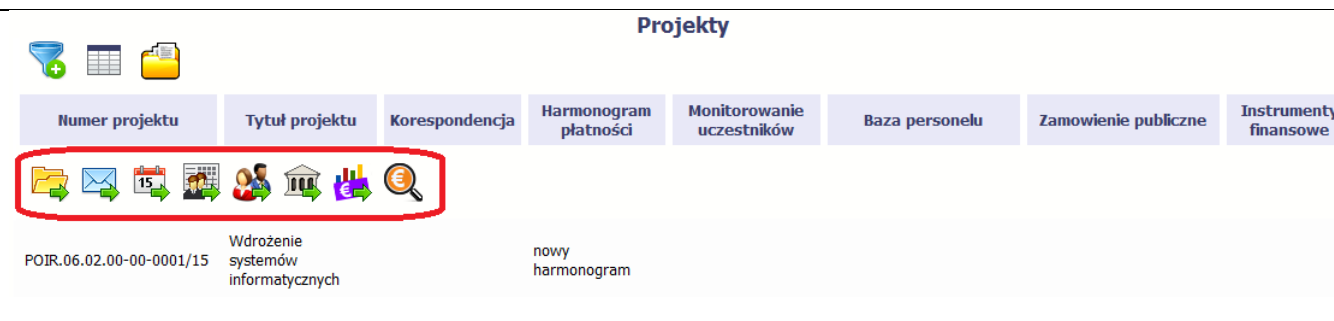 Projekty
Numer projektu
Tytuł projektu
Korespondencja
Harmonogram
płatności
Monitorowanie
uczestników
Baza personelu
Zamowienie publiczne
Instrumenty
finansowe
15
POIR.06.02.00-00-0001/15
Wdrożenie
systemów
informatycznych
nowy
harmonogram